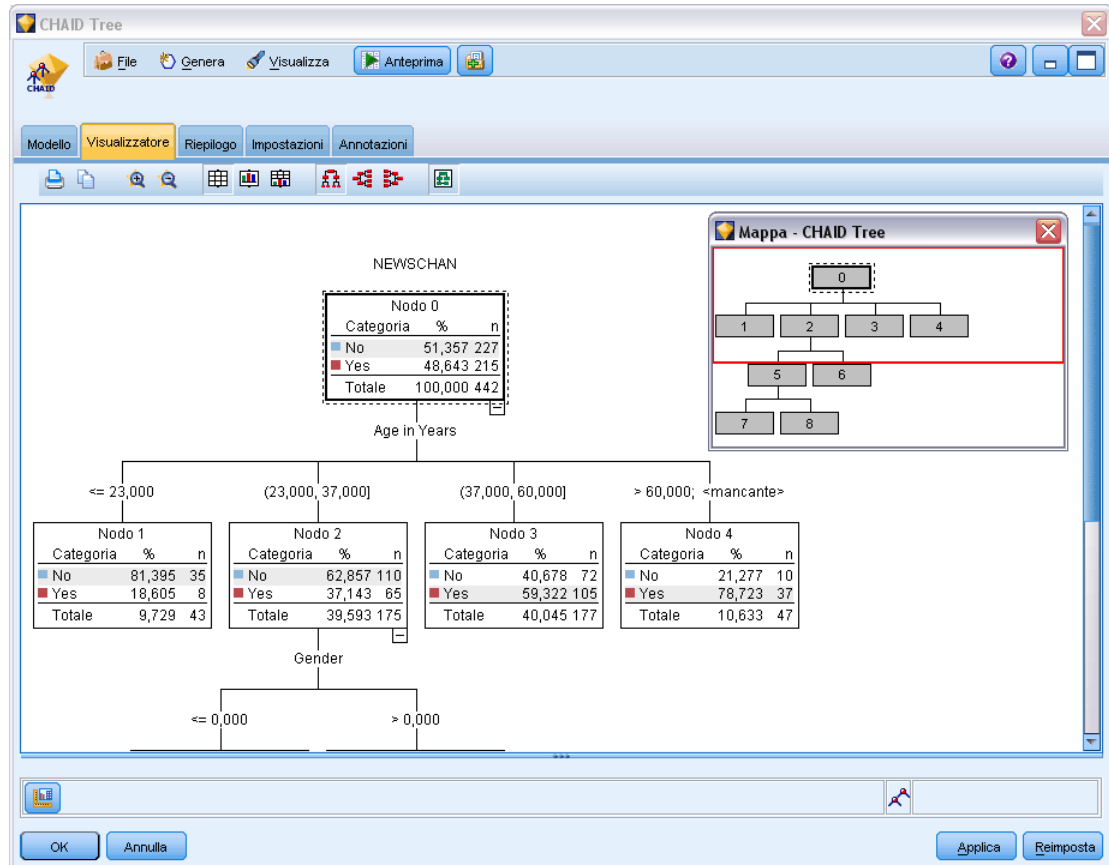 CHAID Tree
CHAID
File Genera Visualizza Anteprima
Modello Visualizzatore Riepilogo Impostazioni Annotazioni
NEWSCHAN
Nodo 0
Categoria % n
No 51,357 227
Yes 48,643 215
Totale 100,000 442
Age in Years
<= 23,000 (23,000, 37,000] (37,000, 60,000] > 60,000; <mancante>
Nodo 1
Categoria % n
No 81,395 35
Yes 18,605 8
Totale 9,729 43
Nodo 2
Categoria % n
No 62,857 110
Yes 37,143 65
Totale 39,593 175
Nodo 3
Categoria % n
No 40,678 72
Yes 59,322 105
Totale 40,045 177
Nodo 4
Categoria % n
No 21,277 10
Yes 78,723 37
Totale 10,633 47
Gender
<= 0,000 > 0,000
Mappa - CHAID Tree
0
1 2 3 4
5 6
7 8
OK Annulla Applica Reimposta